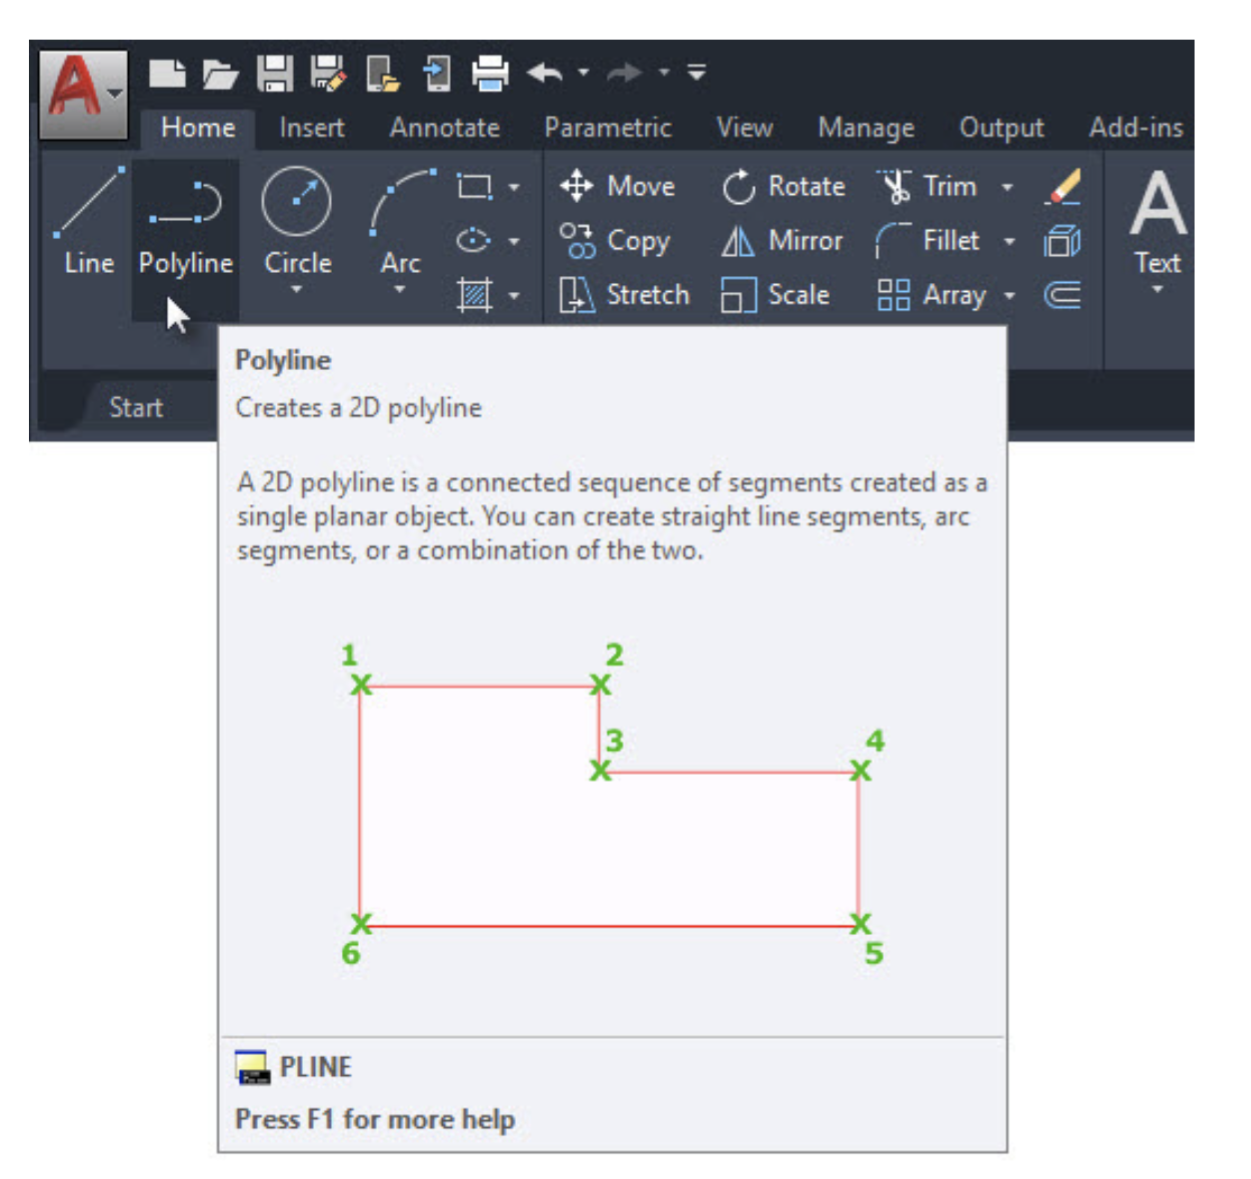 A
Home Insert Annotate Parametric View Manage Output Add-ins
Line Polyline Circle Arc Move Rotate Trim A Text
Copy Mirror Fillet
Stretch Scale Array
Start
Polyline
Creates a 2D polyline
A 2D polyline is a connected sequence of segments created as a
single planar object. You can create straight line segments, arc
segments, or a combination of the two.
1 2
3 4
6 5
PLINE
Press F1 for more help